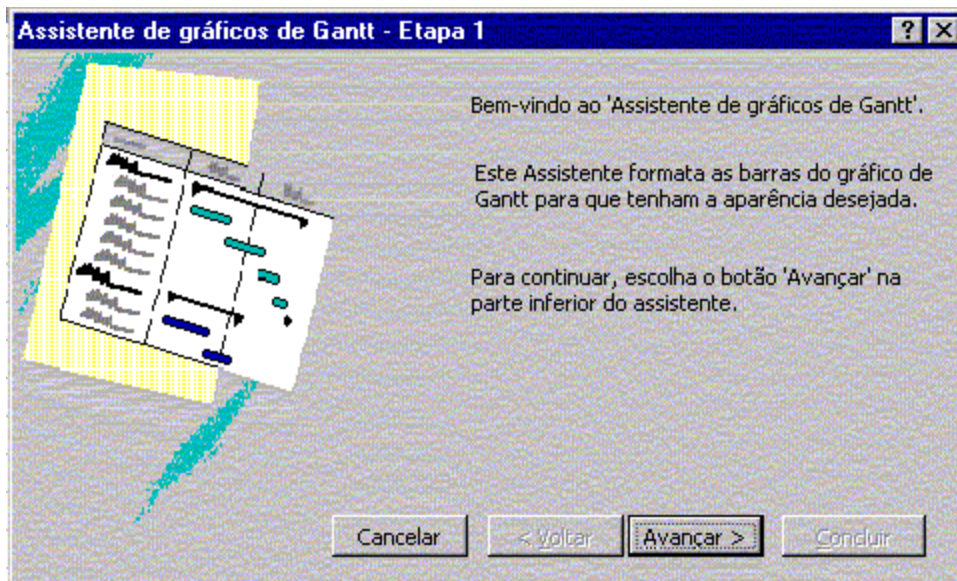 Assistente de gráficos de Gantt - Etapa 1
Bem-vindo ao 'Assistente de gráficos de Gantt'.
Este Assistente formata as barras do gráfico de
Gantt para que tenham a aparência desejada.
Para continuar, escolha o botão 'Avançar' na
parte inferior do assistente.
Cancelar < Voltar Avançar > Concluir